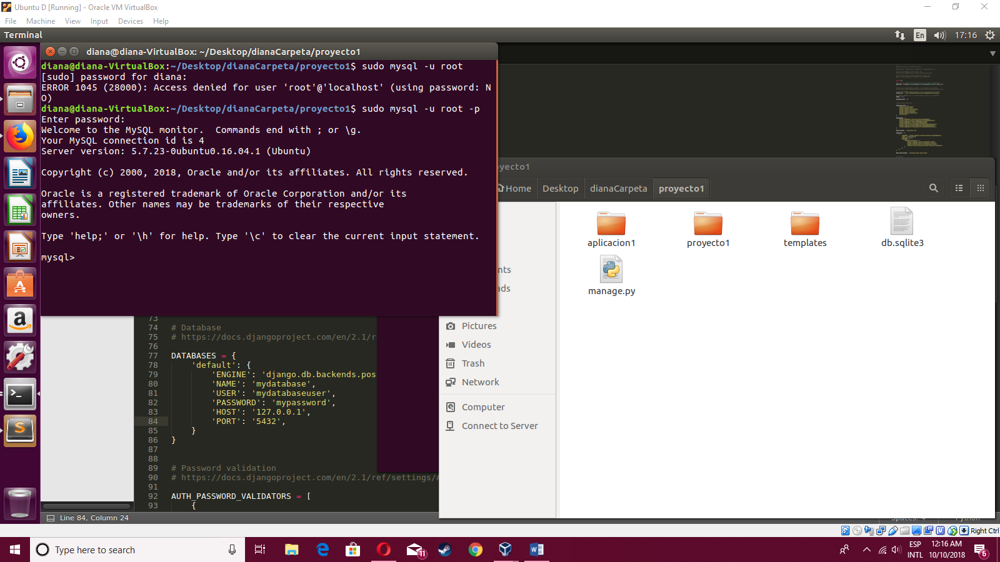 Ubuntu D [Running] - Oracle VM VirtualBox
File Machine View Input Devices Help
Terminal
En
17:16
diana@diana-VirtualBox: ~/Desktop/dianaCarpeta/proyecto1
diana@diana-VirtualBox:~/Desktop/dianaCarpeta/proyecto1$ sudo mysql -u root
[sudo] password for diana:
ERROR 1045 (28000): Access denied for user 'root'@'localhost' (using password: N
O)
diana@diana-VirtualBox:~/Desktop/dianaCarpeta/proyecto1$ sudo mysql -u root -p
Enter password:
Welcome to the MySQL monitor.  Commands end with ; or \g.
Your MySQL connection id is 4
Server version: 5.7.23-0ubuntu0.16.04.1 (Ubuntu)
Copyright (c) 2000, 2018, Oracle and/or its affiliates. All rights reserved.
Oracle is a registered trademark of Oracle Corporation and/or its
affiliates. Other names may be trademarks of their respective
owners.
Type 'help;' or '\h' for help. Type '\c' to clear the current input statement.
mysql>
oyecto1
Home Desktop dianaCarpeta proyecto1
aplicacion1 proyecto1 templates db.sqlite3
manage.py
nts
ads
Pictures
Videos
Trash
Network
Computer
Connect to Server
73
74 # Database
75 # https://docs.djangoproject.com/en/2.1/r
76
77 DATABASES = {
78 'default': {
79 'ENGINE': 'django.db.backends.pos
80 'NAME': 'mydatabase',
81 'USER': 'mydatabaseuser',
82 'PASSWORD': 'mypassword',
83 'HOST': '127.0.0.1',
84 'PORT': '5432',
85 }
86 }
87
88
89 # Password validation
90 # https://docs.djangoproject.com/en/2.1/ref/settings/#
91
92 AUTH_PASSWORD_VALIDATORS = [
93 {
Line 84, Column 24
Spaces: 4
Python
Right Ctrl
Type here to search
11
ESP
INTL
12:16 AM
10/10/2018
6